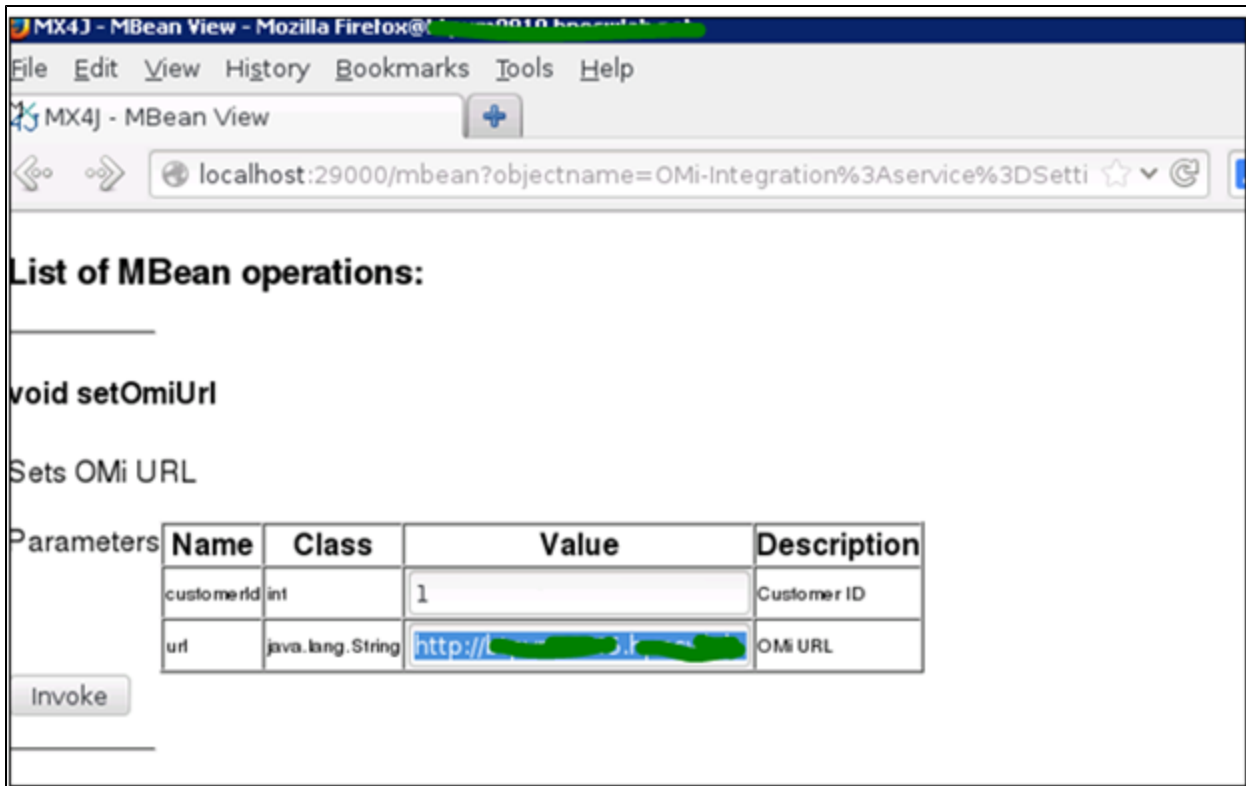 MX4J - MBean View - Mozilla Firefox@
File Edit View History Bookmarks Tools Help
MX4J - MBean View
localhost:29000/mbean?objectname=OMi-Integration%3Aservice%3DSetti
List of MBean operations:
void setOmiUrl
Sets OMi URL
Parameters Name Class Value Description
customerId int 1 Customer ID
url java.lang.String http:// OMi URL
Invoke